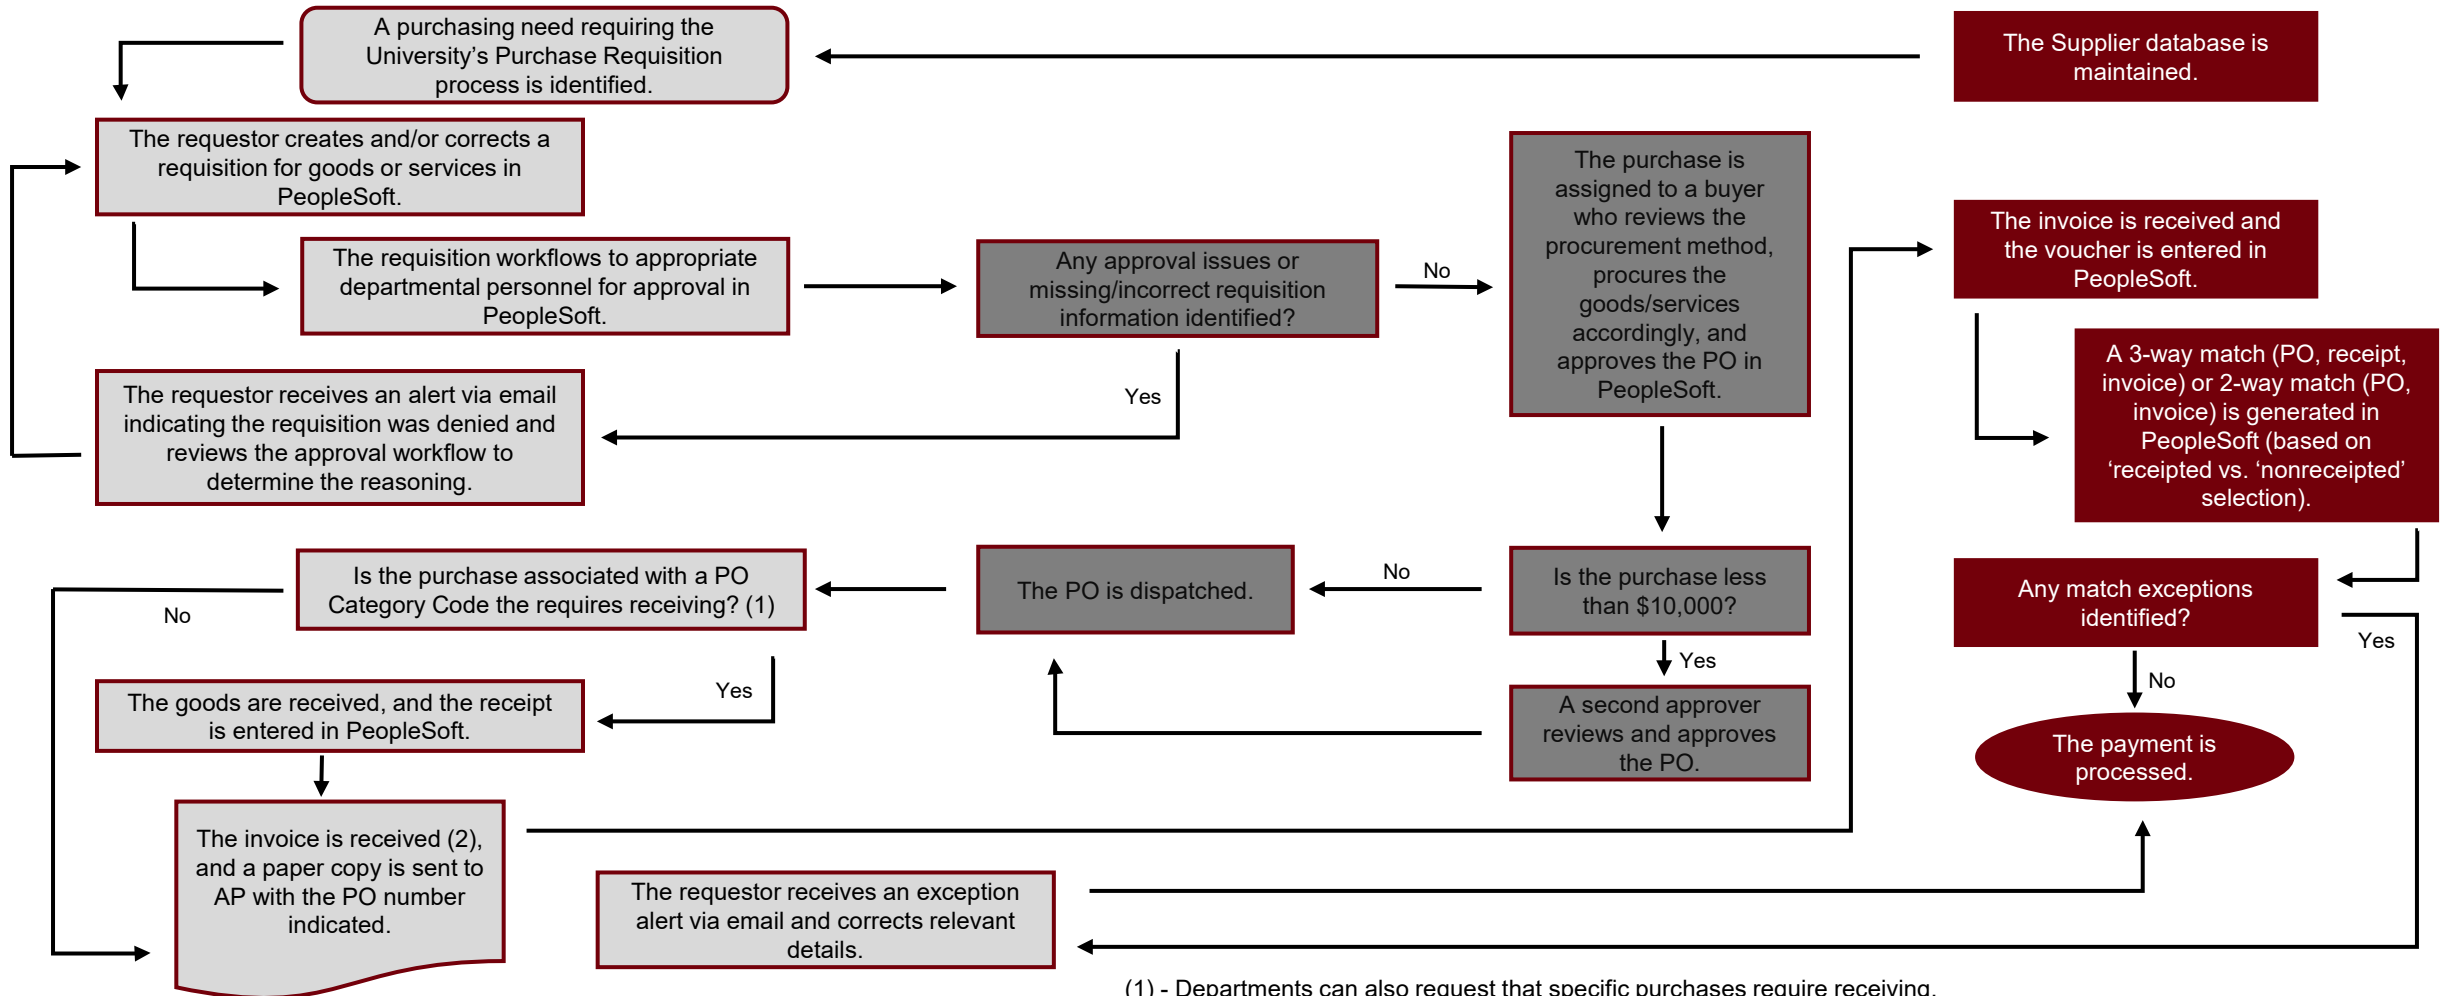 A purchasing need requiring the
University’s Purchase Requisition
process is identified.
The Supplier database is
maintained.
The requestor creates and/or corrects a
requisition for goods or services in
PeopleSoft.
The requisition workflows to appropriate
departmental personnel for approval in
PeopleSoft.
Any approval issues or
missing/incorrect requisition
information identified?
No
Yes
The purchase is
assigned to a buyer
who reviews the
procurement method,
procures the
goods/services
accordingly, and
approves the PO in
PeopleSoft.
The requestor receives an alert via email
indicating the requisition was denied and
reviews the approval workflow to
determine the reasoning.
Is the purchase less
than $10,000?
No
Yes
A second approver
reviews and approves
the PO.
The PO is dispatched.
Is the purchase associated with a PO
Category Code the requires receiving? (1)
No
Yes
The goods are received, and the receipt
is entered in PeopleSoft.
The invoice is received (2),
and a paper copy is sent to
AP with the PO number
indicated.
The invoice is received and
the voucher is entered in
PeopleSoft.
A 3-way match (PO, receipt,
invoice) or 2-way match (PO,
invoice) is generated in
PeopleSoft (based on
‘receipted vs. ‘nonreceipted’
selection).
Any match exceptions
identified?
Yes
No
The payment is
processed.
The requestor receives an exception
alert via email and corrects relevant
details.
(1) - Departments can also request that specific purchases require receiving.